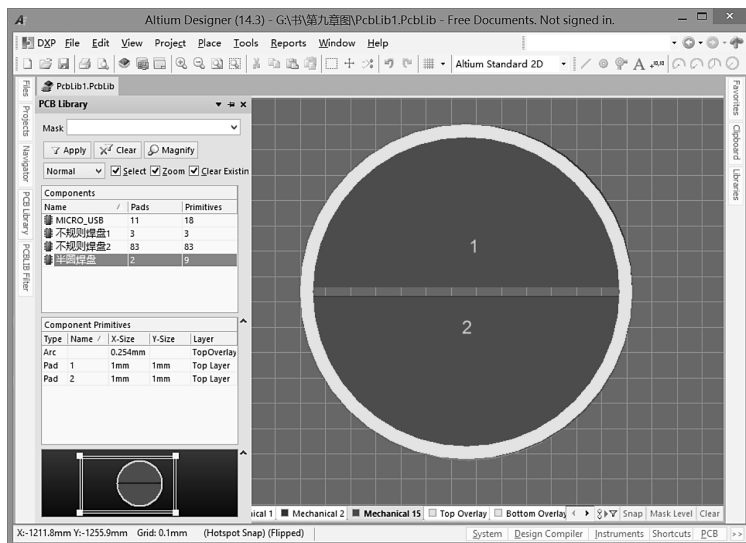 Altium Designer (14.3) - G:\书\第九章图\PcbLib1.PcbLib - Free Documents. Not signed in.
DXP File Edit View Project Place Tools Reports Window Help
Altium Standard 2D
PcbLib1.PcbLib
Files
Projects
Navigator
PCB Library
PCBLIB Filter
PCB Library
Mask
Apply Clear Magnify
Normal Select Zoom Clear Existin
Components
Name Pads Primitives
MICRO_USB 11 18
不规则焊盘1 3 3
不规则焊盘2 83 83
半圆焊盘 2 9
Component Primitives
Type Name X-Size Y-Size Layer
Arc 0.254mm TopOverlay
Pad 1 1mm 1mm Top Layer
Pad 2 1mm 1mm Top Layer
1
2
Favorites
Clipboard
Libraries
ical 1 Mechanical 2 Mechanical 15 Top Overlay Bottom Overlay Snap Mask Level Clear
X:-1211.8mm Y:-1255.9mm Grid: 0.1mm (Hotspot Snap) (Flipped) System Design Compiler Instruments Shortcuts PCB >>